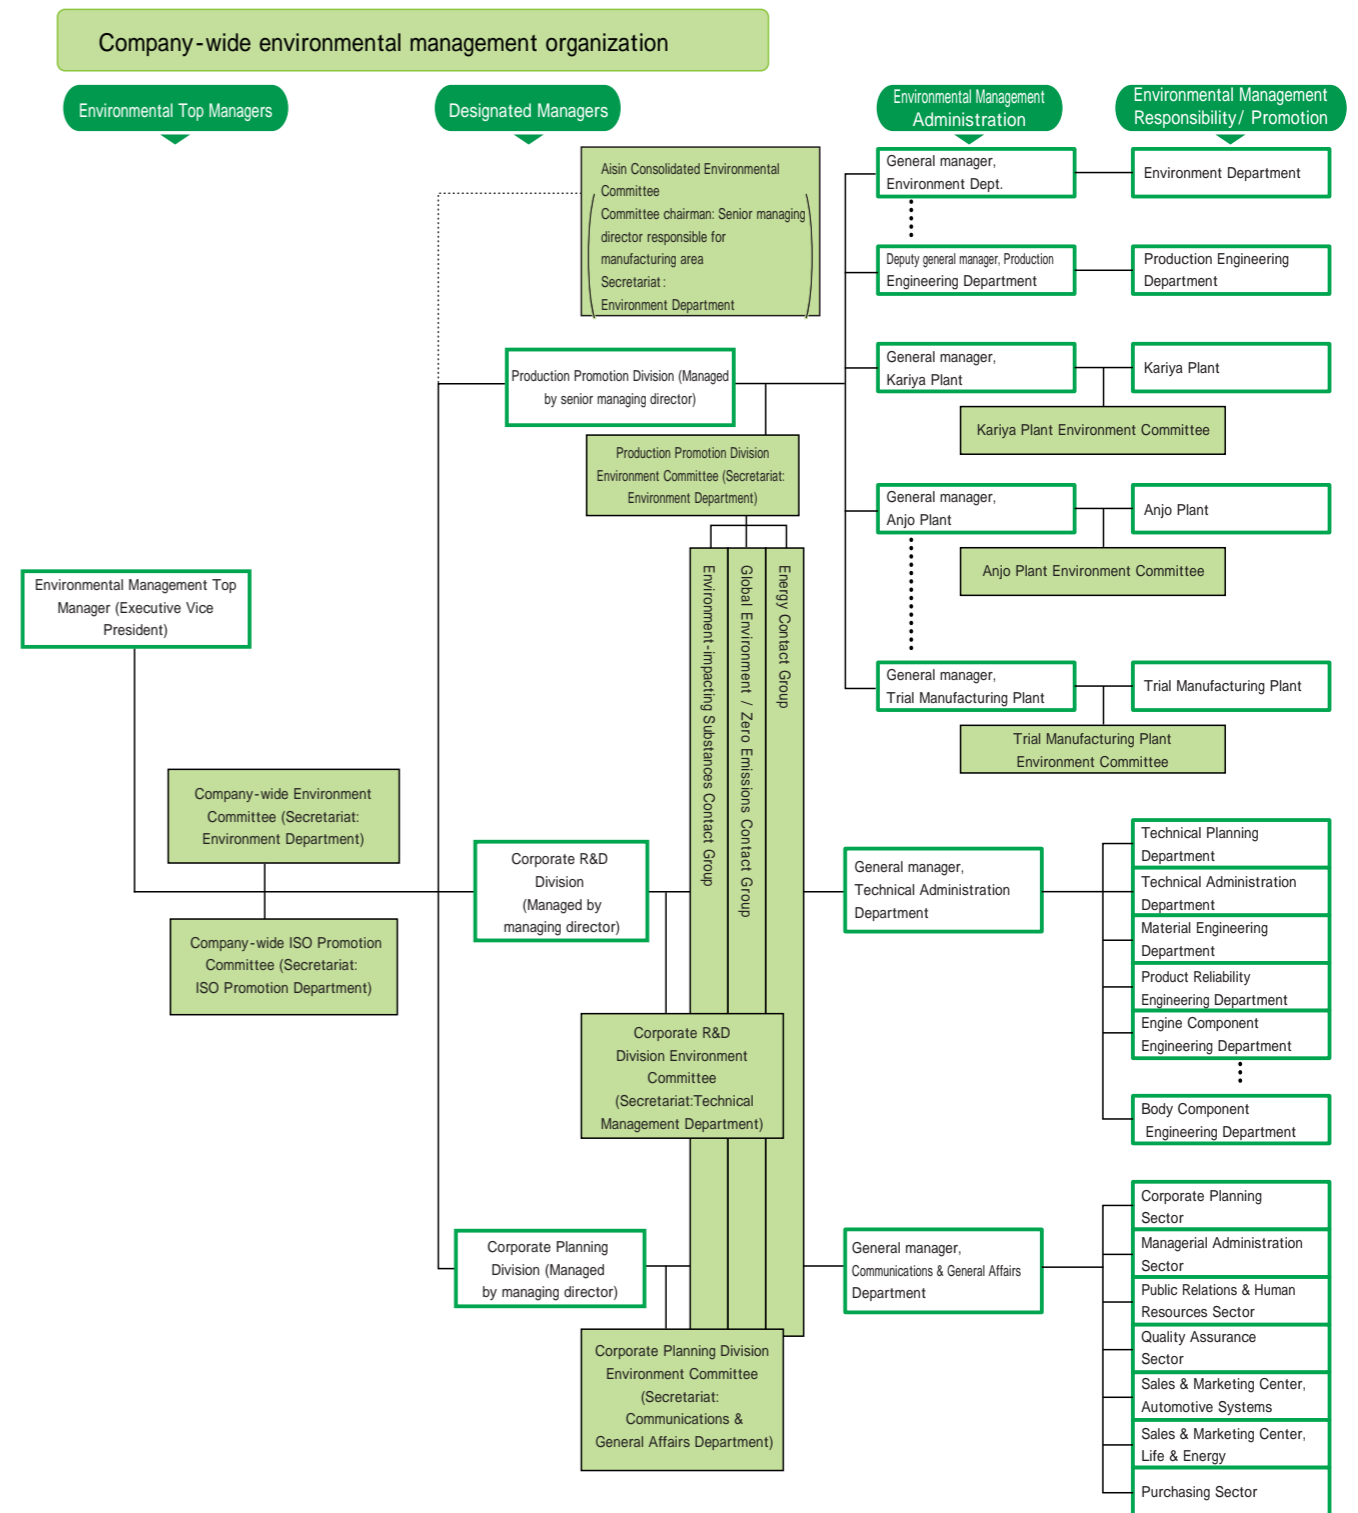 Company-wide environmental management organization
Environmental Top Managers
Designated Managers
Environmental Management
Administration
Environmental Management
Responsibility / Promotion
Aisin Consolidated Environmental
Committee
Committee chairman: Senior managing
director responsible for
manufacturing area
Secretariat:
Environment Department
General manager,
Environment Dept.
Environment Department
Deputy general manager, Production
Engineering Department
Production Engineering
Department
Production Promotion Division (Managed
by senior managing director)
General manager,
Kariya Plant
Kariya Plant
Kariya Plant Environment Committee
Production Promotion Division
Environment Committee (Secretariat:
Environment Department)
General manager,
Anjo Plant
Anjo Plant
Anjo Plant Environment Committee
Environment-impacting Substances Contact Group
Global Environment / Zero Emissions Contact Group
Energy Contact Group
Environmental Management Top
Manager (Executive Vice
President)
General manager,
Trial Manufacturing Plant
Trial Manufacturing Plant
Trial Manufacturing Plant
Environment Committee
Company-wide Environment
Committee (Secretariat:
Environment Department)
Company-wide ISO Promotion
Committee (Secretariat:
ISO Promotion Department)
Corporate R&D
Division
(Managed by
managing director)
General manager,
Technical Administration
Department
Technical Planning
Department
Technical Administration
Department
Material Engineering
Department
Product Reliability
Engineering Department
Engine Component
Engineering Department
Body Component
Engineering Department
Corporate R&D
Division Environment
Committee
(Secretariat:Technical
Management Department)
Corporate Planning
Division (Managed
by managing director)
General manager,
Communications & General Affairs
Department
Corporate Planning
Sector
Managerial Administration
Sector
Public Relations & Human
Resources Sector
Quality Assurance
Sector
Sales & Marketing Center,
Automotive Systems
Sales & Marketing Center,
Life & Energy
Purchasing Sector
Corporate Planning Division
Environment Committee
(Secretariat:
Communications &
General Affairs Department)